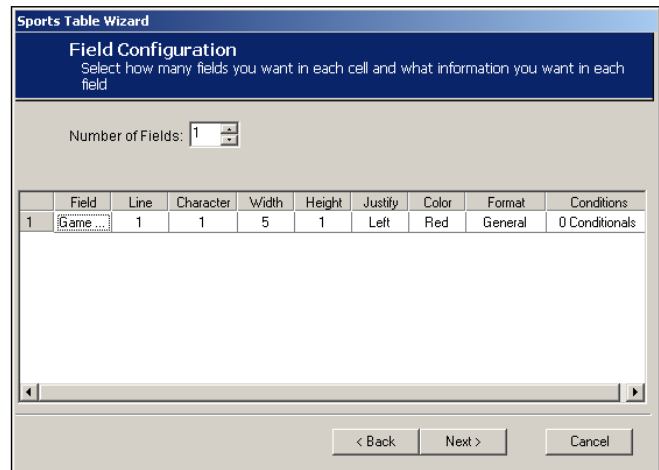 Sports Table Wizard
Field Configuration
Select how many fields you want in each cell and what information you want in each
field
Number of Fields: 1
Field Line Character Width Height Justify Color Format Conditions
1 Game ... 1 1 5 1 Left Red General 0 Conditionals
< Back Next > Cancel